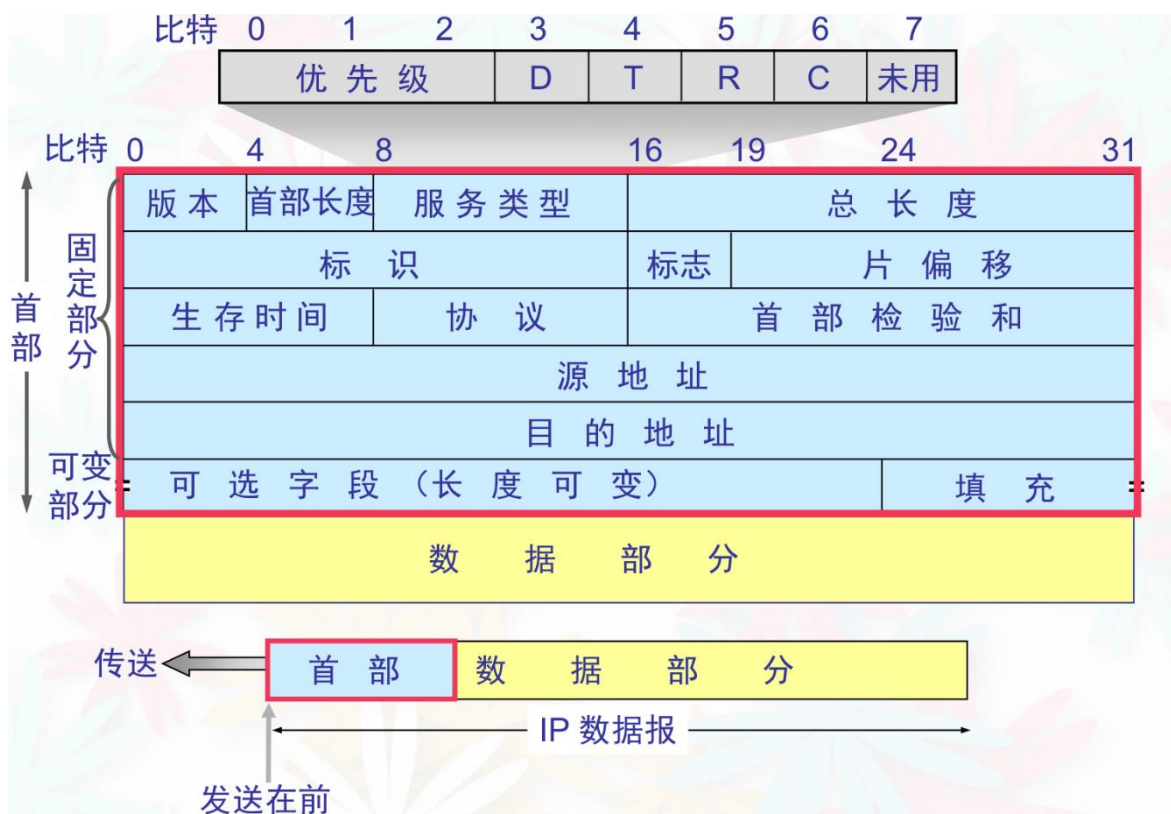 比特 0 1 2 3 4 5 6 7
优先级 D T R C 未用
比特 0 4 8 16 19 24 31
版本 首部长度 服务类型 总长度
标识 标志 片偏移
生存时间 协议 首部检验和
源地址
目的地址
可选字段（长度可变） 填充
数据部分
首部
固定部分
可变部分
传送 首部 数据部分
IP 数据报
发送在前